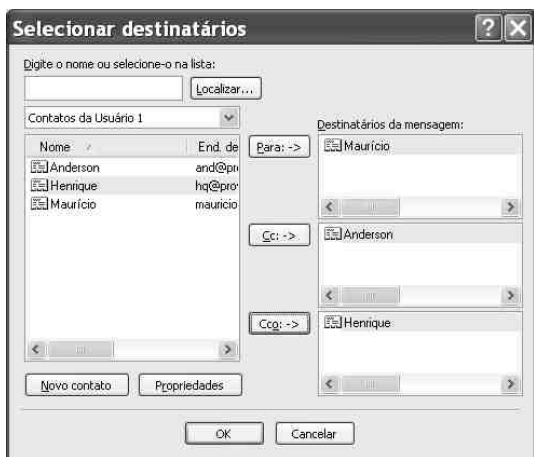 Selecionar destinatários
Digite o nome ou selecione-o na lista:
Localizar...
Contatos da Usuário 1
Nome End. de
Anderson and@pro
Henrique hq@pro
Maurício mauricio
Novo contato Propriedades
Para: ->
Cc: ->
Cco: ->
Destinatários da mensagem:
Maurício
Anderson
Henrique
OK Cancelar